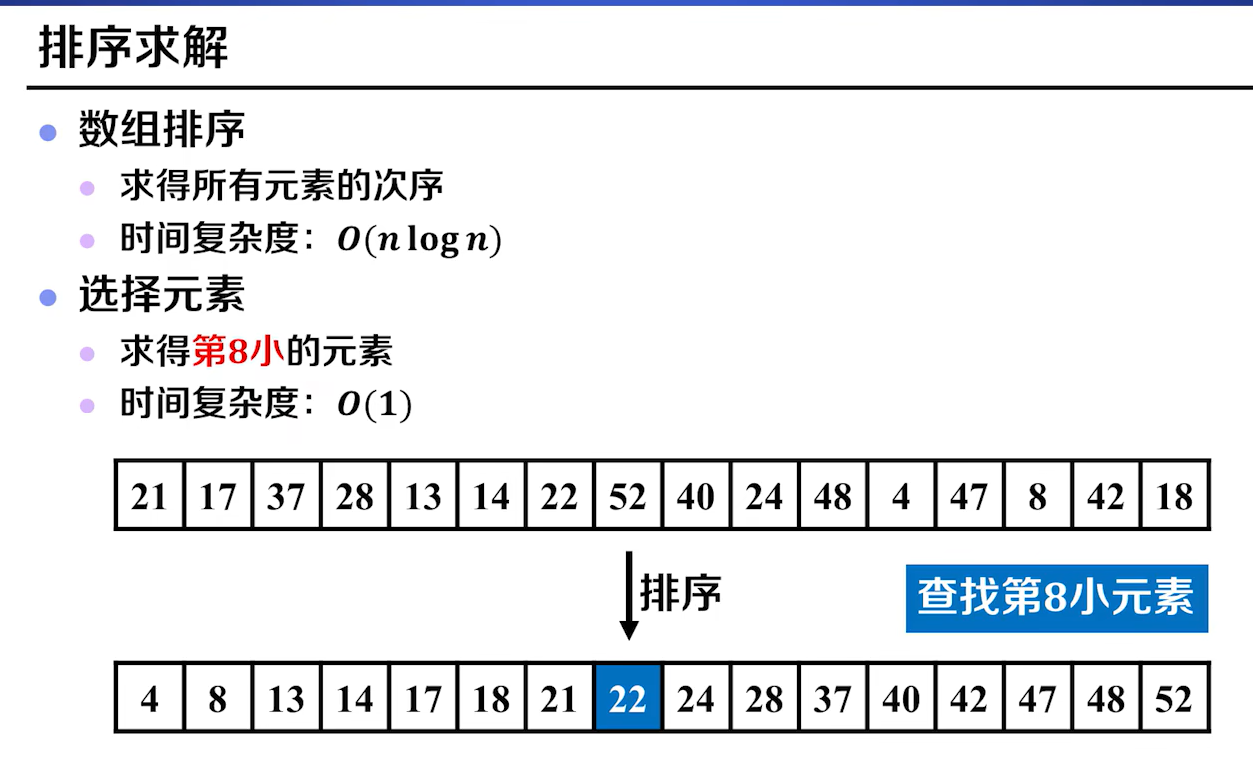 排序求解
数组排序
求得所有元素的次序
时间复杂度：O(n log n)
选择元素
求得第8小的元素
时间复杂度：O(1)
21 17 37 28 13 14 22 52 40 24 48 4 47 8 42 18
排序
查找第8小元素
4 8 13 14 17 18 21 22 24 28 37 40 42 47 48 52